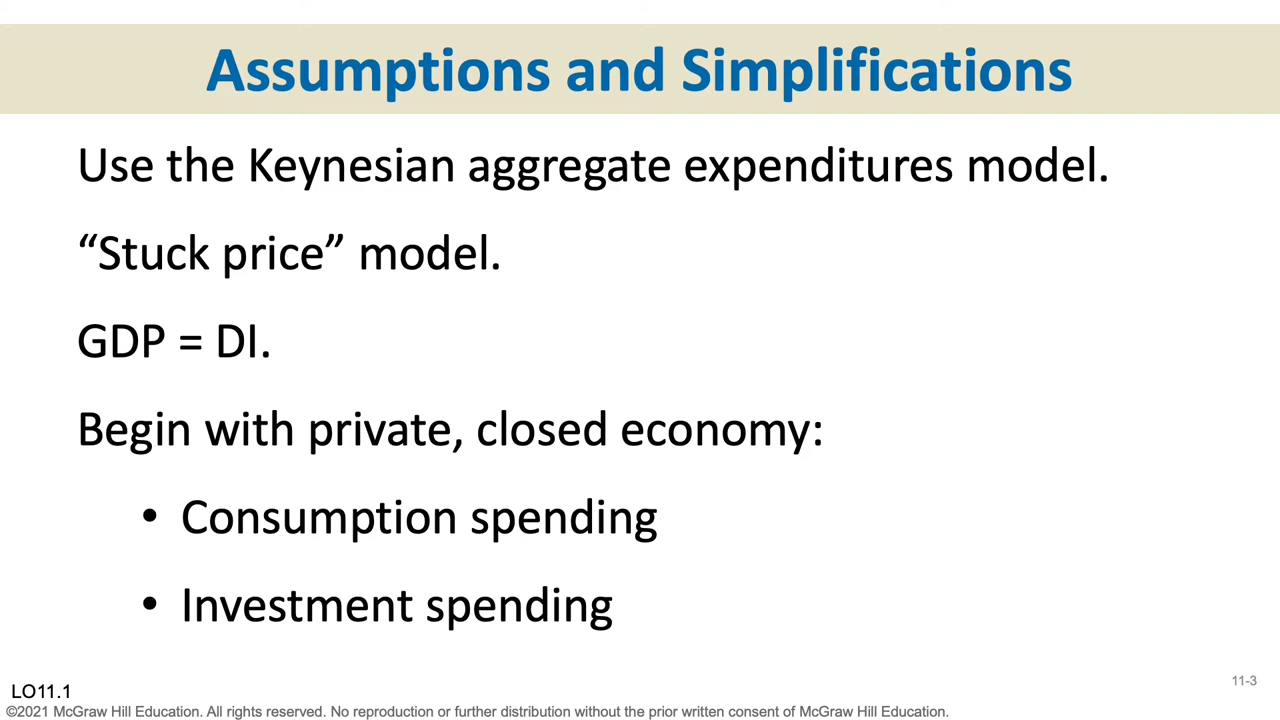 Assumptions and Simplifications
Use the Keynesian aggregate expenditures model.
“Stuck price” model.
GDP = DI.
Begin with private, closed economy:
• Consumption spending
• Investment spending
LO11.1
11-3
©2021 McGraw Hill Education. All rights reserved. No reproduction or further distribution without the prior written consent of McGraw Hill Education.